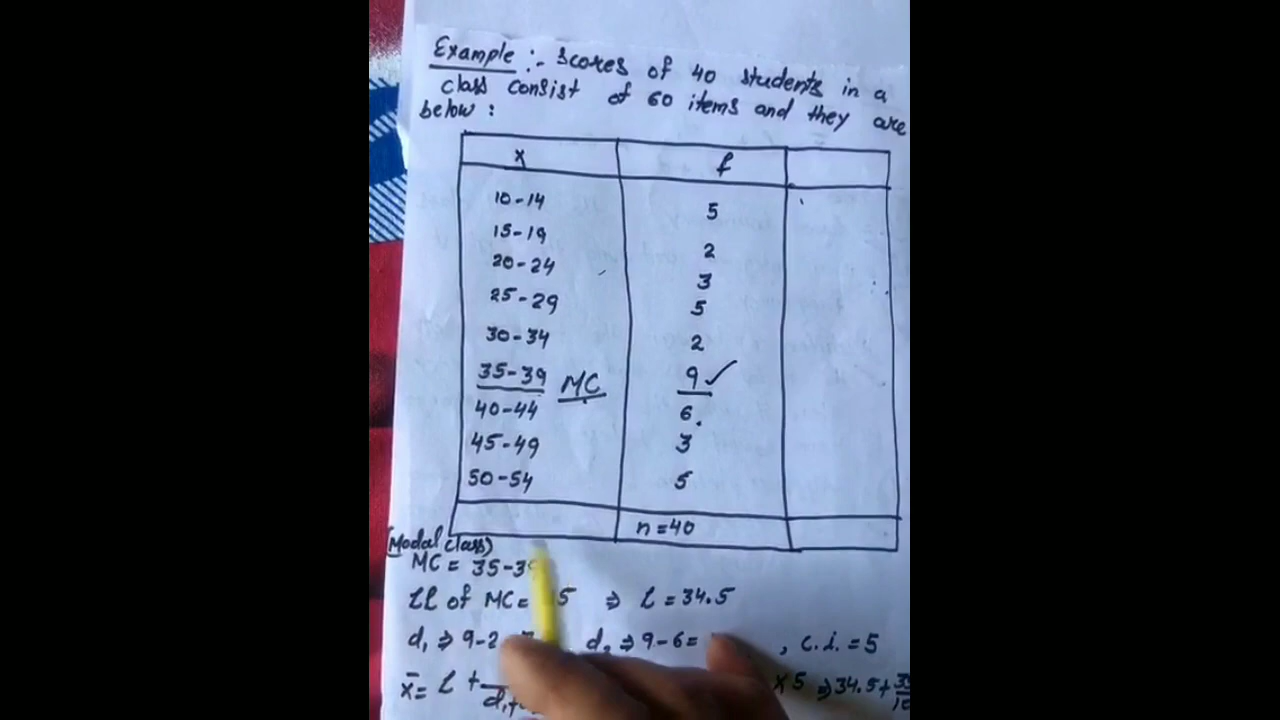 Example :- Scores of 40 students in a
class consist of 60 items and they are
below :
x f
10-14 5
15-19 2
20-24 3
25-29 5
30-34 2
35-39 MC 9 ✓
40-44 6
45-49 3
50-54 5
n=40
(Modal class)
MC = 35-39
LL of MC = ⇒ L = 34.5
d₁ ⇒ 9-2 d₂ ⇒ 9-6= , c.i. = 5
x̄ = L + x 5 ⇒ 34.5 +